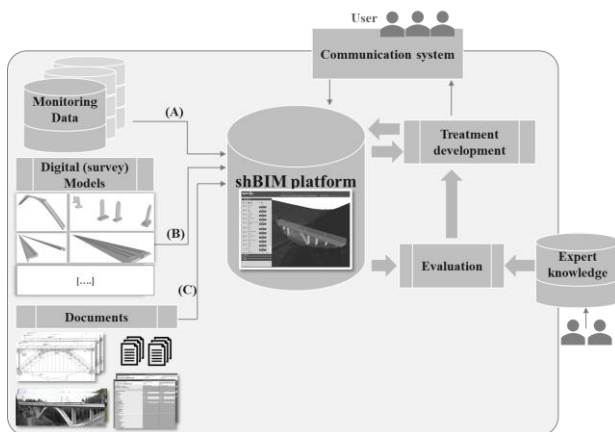 User
Communication system
Monitoring
Data
(A)
Treatment
development
Digital (survey)
Models
shBIM platform
(B)
[....]
Evaluation
Expert
knowledge
(C)
Documents